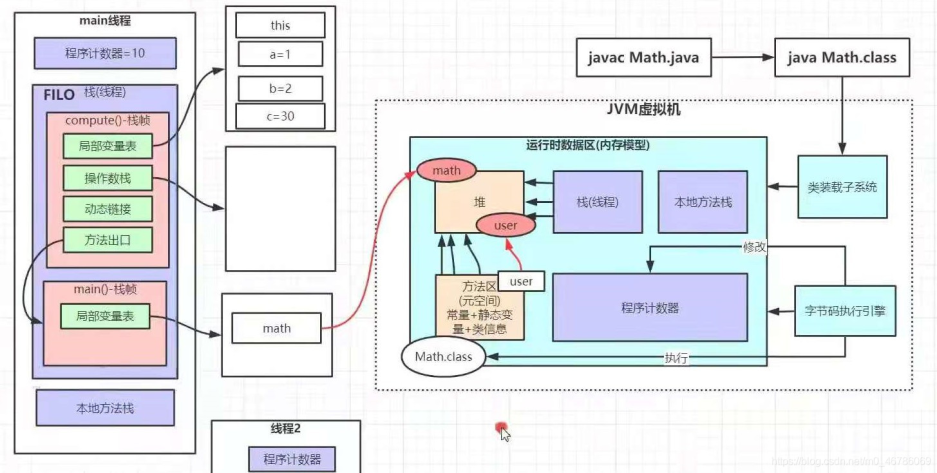 main线程
程序计数器=10
FILO
栈(线程)
compute()-栈帧
局部变量表
操作数栈
动态链接
方法出口
main()-栈帧
局部变量表
本地方法栈
this
a=1
b=2
c=30
math
线程2
程序计数器
javac Math.java
java Math.class
JVM虚拟机
运行时数据区(内存模型)
math
堆
user
栈(线程)
本地方法栈
类装载子系统
修改
user
方法区
(元空间)
常量+静态变
量+类信息
程序计数器
字节码执行引擎
Math.class
执行